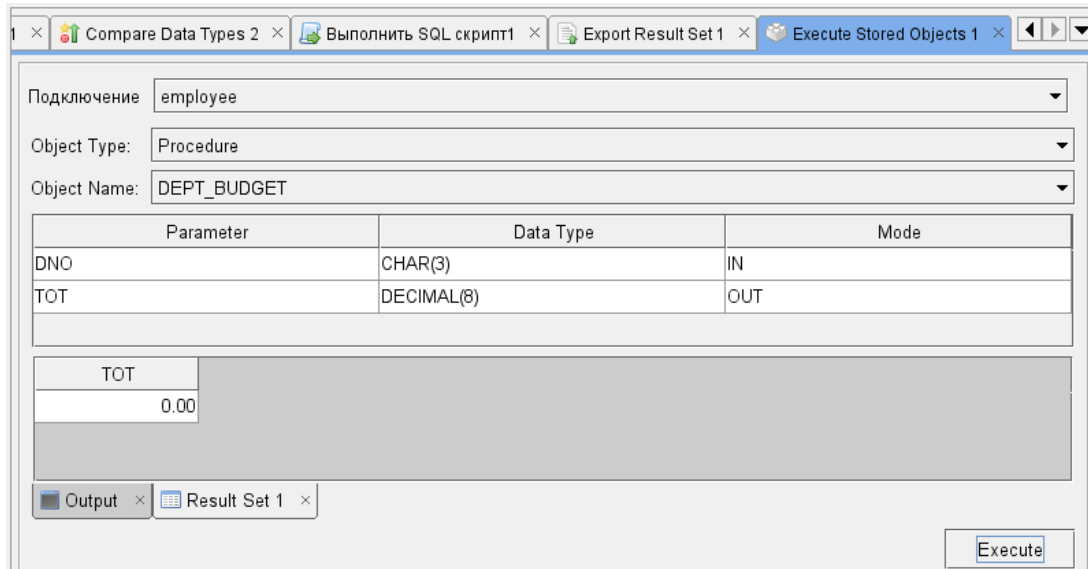 1 Compare Data Types 2 Выполнить SQL скрипт1 Export Result Set 1 Execute Stored Objects 1
Подключение employee
Object Type: Procedure
Object Name: DEPT_BUDGET
Parameter Data Type Mode
DNO CHAR(3) IN
TOT DECIMAL(8) OUT
TOT
0.00
Output Result Set 1
Execute